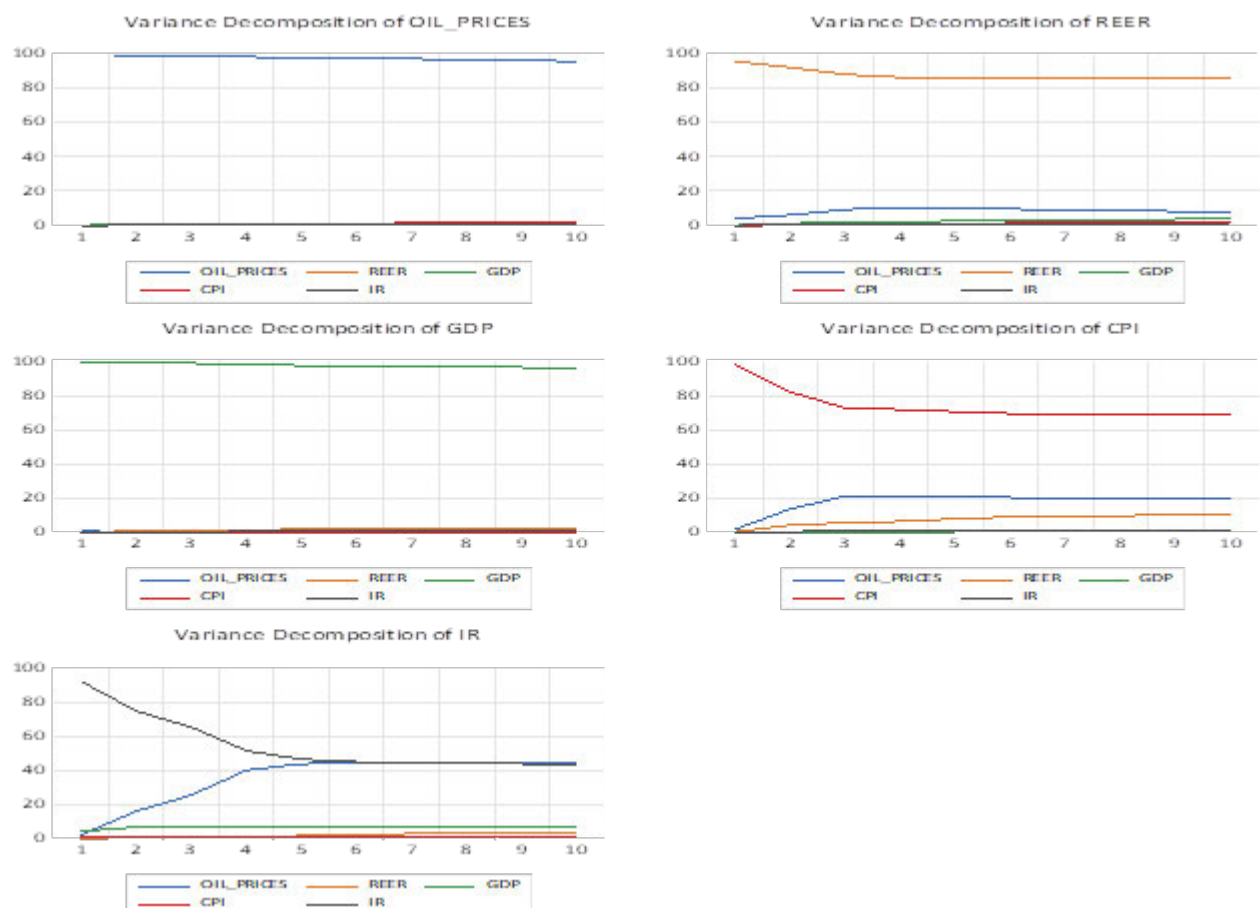 Variance Decomposition of OIL_PRICES
100
80
60
40
20
0
1 2 3 4 5 6 7 8 9 10
OIL_PRICES REER GDP
CPI IR
Variance Decomposition of REER
100
80
60
40
20
0
1 2 3 4 5 6 7 8 9 10
OIL_PRICES REER GDP
CPI IR
Variance Decomposition of GDP
100
80
60
40
20
0
1 2 3 4 5 6 7 8 9 10
OIL_PRICES REER GDP
CPI IR
Variance Decomposition of CPI
100
80
60
40
20
0
1 2 3 4 5 6 7 8 9 10
OIL_PRICES REER GDP
CPI IR
Variance Decomposition of IR
100
80
60
40
20
0
1 2 3 4 5 6 7 8 9 10
OIL_PRICES REER GDP
CPI IR